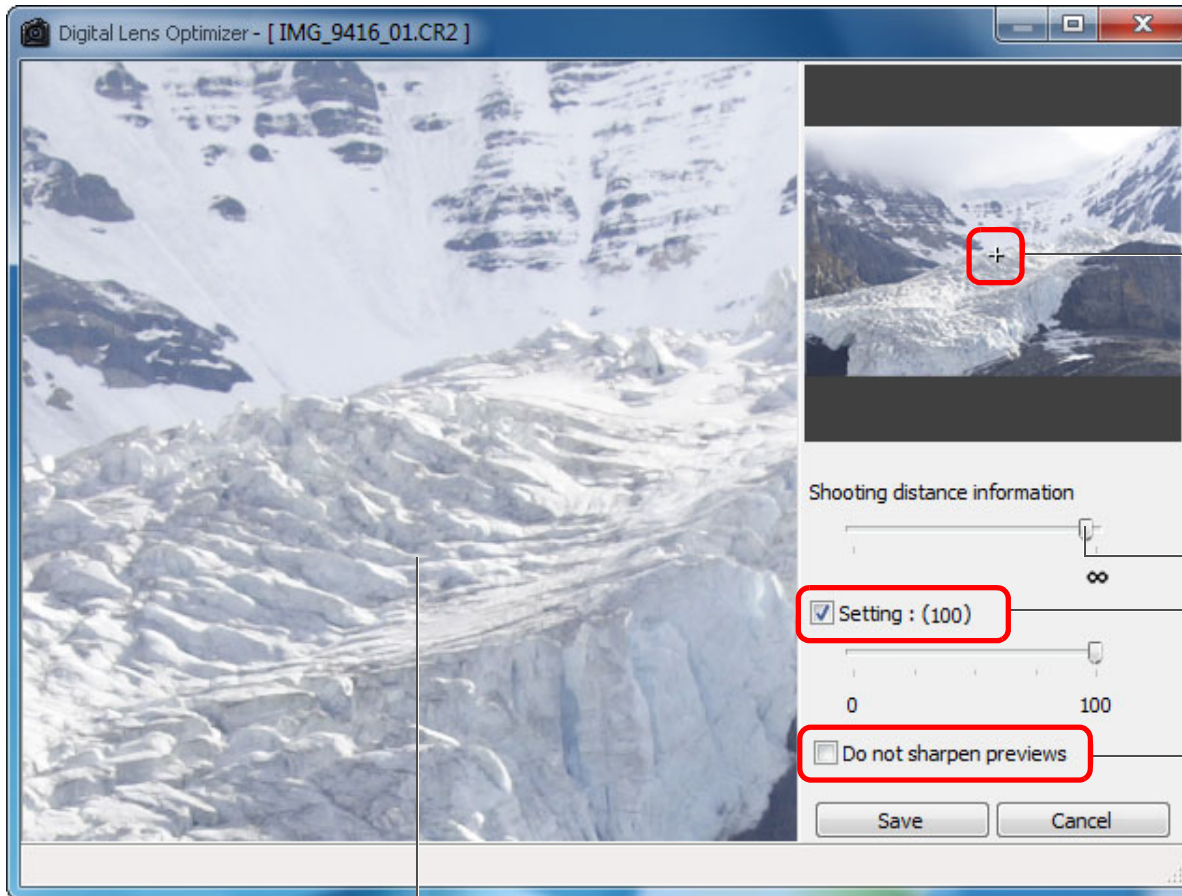 Digital Lens Optimizer - [ IMG_9416_01.CR2 ]
Shooting distance information
∞
Setting : (100)
0 100
Do not sharpen previews
Save Cancel